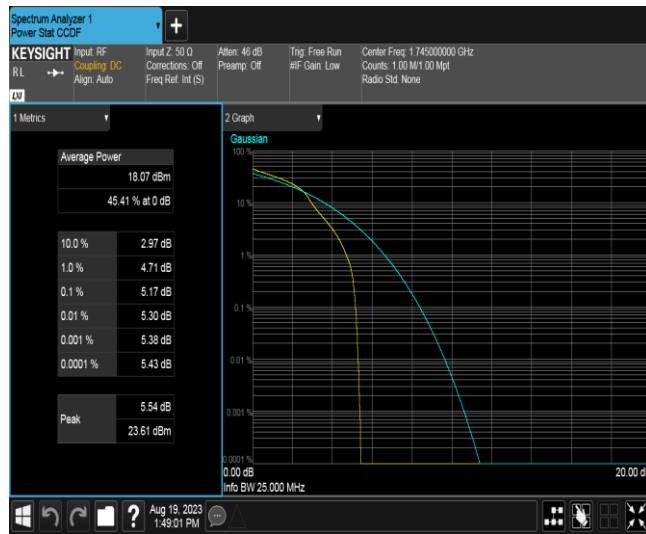 Spectrum Analyzer 1
Power Stat CCDF
+
KEYSIGHT
RL
LXI
Input: RF
Coupling: DC
Align: Auto
Input Z: 50 Ω
Corrections: Off
Freq Ref: Int (S)
Atten: 46 dB
Preamp: Off
Trig: Free Run
#IF Gain: Low
Center Freq: 1.745000000 GHz
Counts: 1.00 M/1.00 Mpt
Radio Std: None
1 Metrics
Average Power
18.07 dBm
45.41 % at 0 dB
10.0 % 2.97 dB
1.0 % 4.71 dB
0.1 % 5.17 dB
0.01 % 5.30 dB
0.001 % 5.38 dB
0.0001 % 5.43 dB
Peak
5.54 dB
23.61 dBm
2 Graph
Gaussian
100 %
10 %
1 %
0.1 %
0.01 %
0.001 %
0.0001 %
0.00 dB
20.00 d
Info BW 25.000 MHz
?
Aug 19, 2023
1:49:01 PM